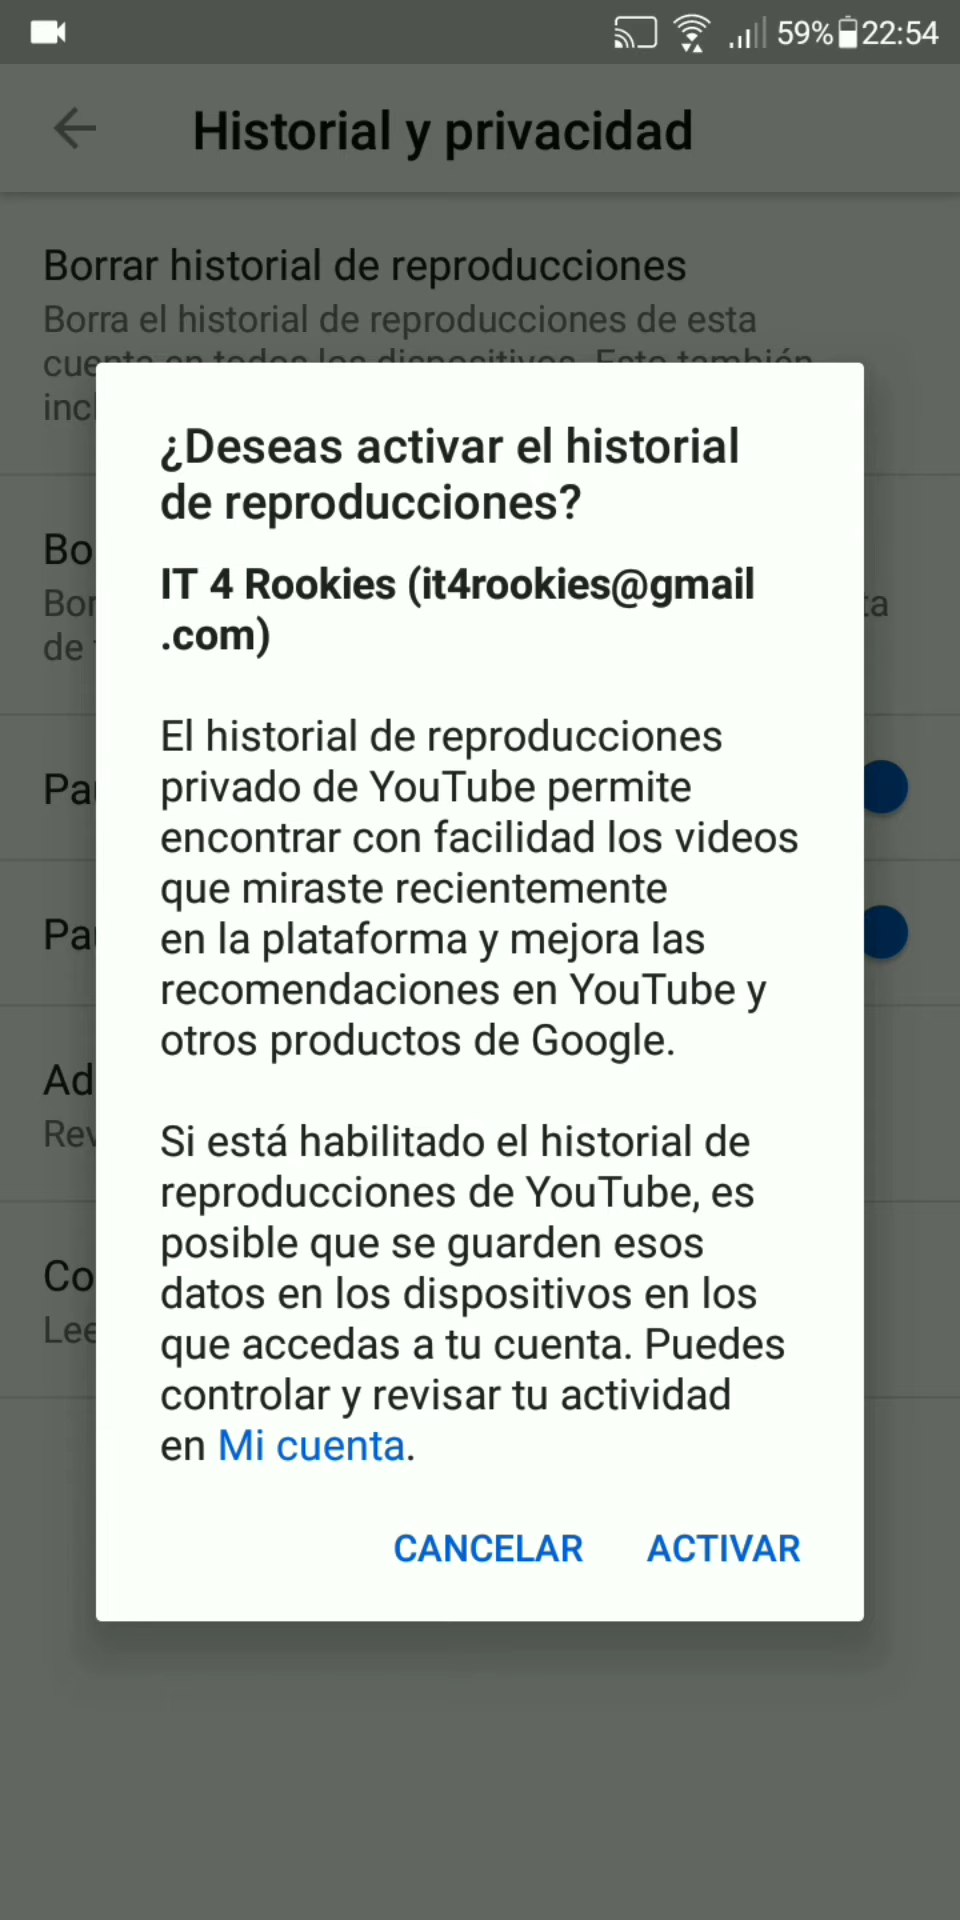 59% 22:54
Historial y privacidad
Borrar historial de reproducciones
Borra el historial de reproducciones de esta
¿Deseas activar el historial
de reproducciones?
IT 4 Rookies (it4rookies@gmail
.com)
El historial de reproducciones
privado de YouTube permite
encontrar con facilidad los videos
que miraste recientemente
en la plataforma y mejora las
recomendaciones en YouTube y
otros productos de Google.
Si está habilitado el historial de
reproducciones de YouTube, es
posible que se guarden esos
datos en los dispositivos en los
que accedas a tu cuenta. Puedes
controlar y revisar tu actividad
en Mi cuenta.
CANCELAR ACTIVAR